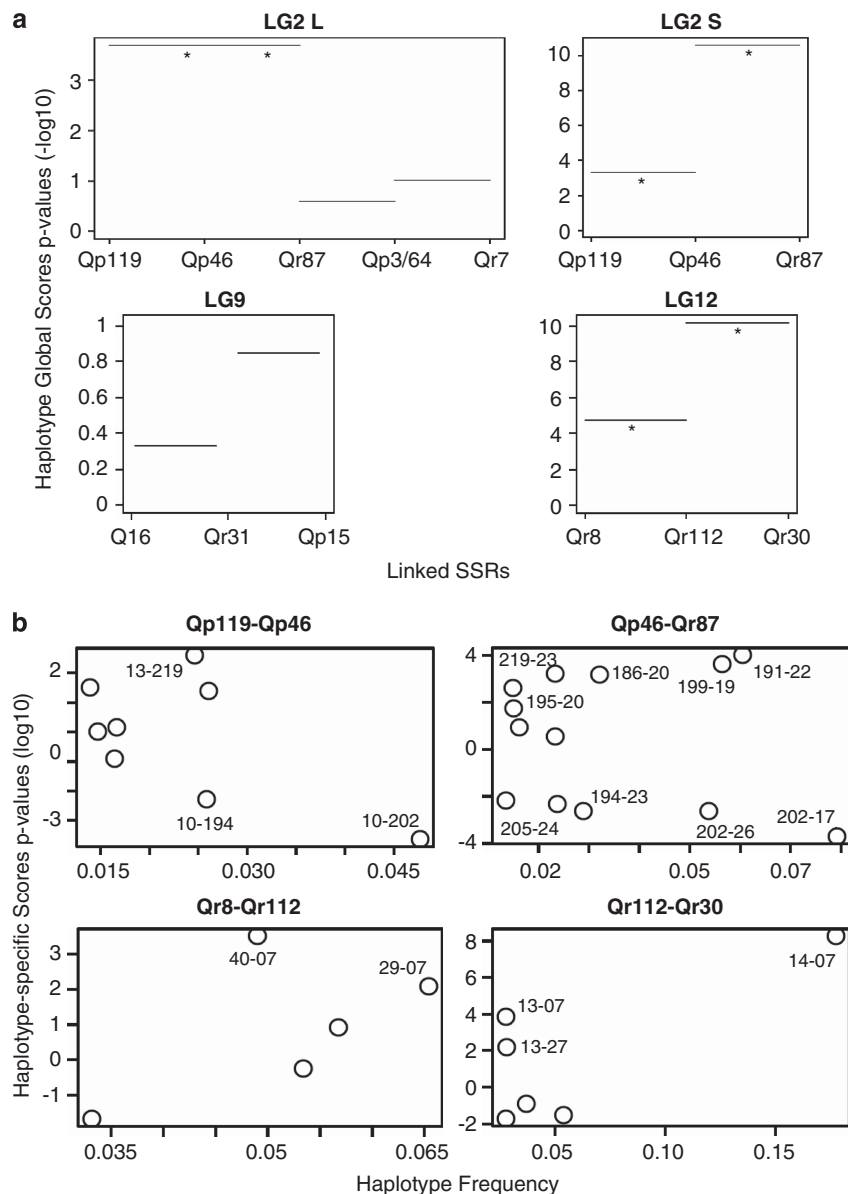 a
LG2 L
LG2 S
Haplotype Global Scores p-values (-log10)
3
2
1
0
* *
Qp119 Qp46 Qr87 Qp3/64 Qr7
10
8
6
4
2
0
*
*
Qp119 Qp46 Qr87
LG9
LG12
1
0.8
0.6
0.4
0.2
0
Q16 Qr31 Qp15
10
8
6
4
2
0
*
*
Qr8 Qr112 Qr30
Linked SSRs
b
Qp119-Qp46
Qp46-Qr87
Haplotype-specific Scores p-values (log10)
2
0
-3
13-219
10-194
10-202
0.015 0.030 0.045
4
0
-4
219-23
186-20
191-22
199-19
195-20
194-23
205-24
202-26
202-17
0.02 0.05 0.07
Qr8-Qr112
Qr112-Qr30
3
2
1
0
-1
40-07
29-07
0.035 0.05 0.065
8
6
4
2
0
-2
14-07
13-07
13-27
0.05 0.10 0.15
Haplotype Frequency